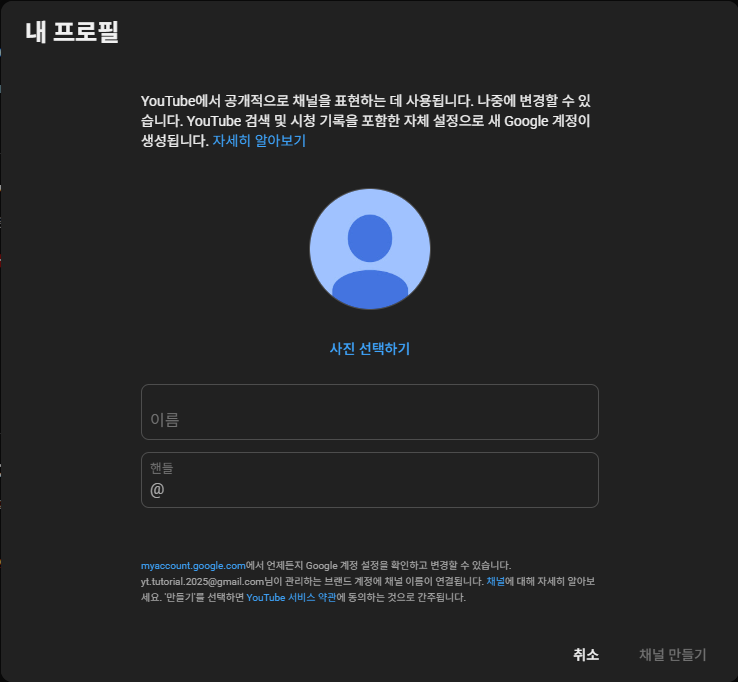 내 프로필
YouTube에서 공개적으로 채널을 표현하는 데 사용됩니다. 나중에 변경할 수 있
습니다. YouTube 검색 및 시청 기록을 포함한 자체 설정으로 새 Google 계정이
생성됩니다. 자세히 알아보기
사진 선택하기
이름
핸들
@
myaccount.google.com에서 언제든지 Google 계정 설정을 확인하고 변경할 수 있습니다.
yt.tutorial.2025@gmail.com님이 관리하는 브랜드 계정에 채널 이름이 연결됩니다. 채널에 대해 자세히 알아보
세요. '만들기'를 선택하면 YouTube 서비스 약관에 동의하는 것으로 간주됩니다.
취소
채널 만들기